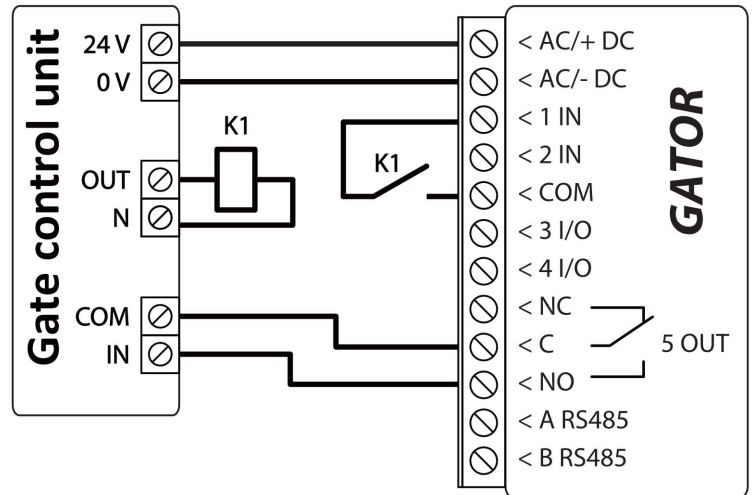 Gate control unit
24 V
0 V
OUT
N
COM
IN
K1
K1
< AC/+ DC
< AC/- DC
< 1 IN
< 2 IN
< COM
< 3 I/O
< 4 I/O
< NC
< C
< NO
< A RS485
< B RS485
5 OUT
GATOR